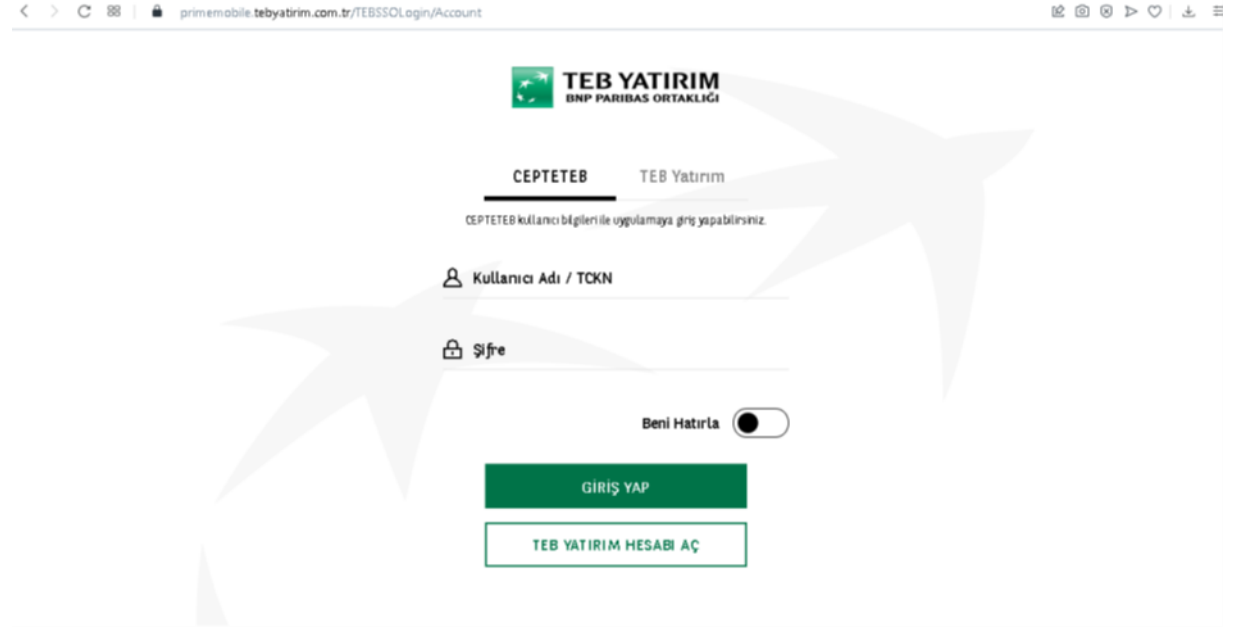 primemobile.tebyatirim.com.tr/TEBSSOLogin/Account
TEB YATIRIM
BNP PARIBAS ORTAKLIĞI
CEPTETEB TEB Yatırım
CEPTETEB kullanıcı bilgileri ile uygulamaya giriş yapabilirsiniz.
Kullanıcı Adı / TCKN
Şifre
Beni Hatırla
GİRİŞ YAP
TEB YATIRIM HESABI AÇ